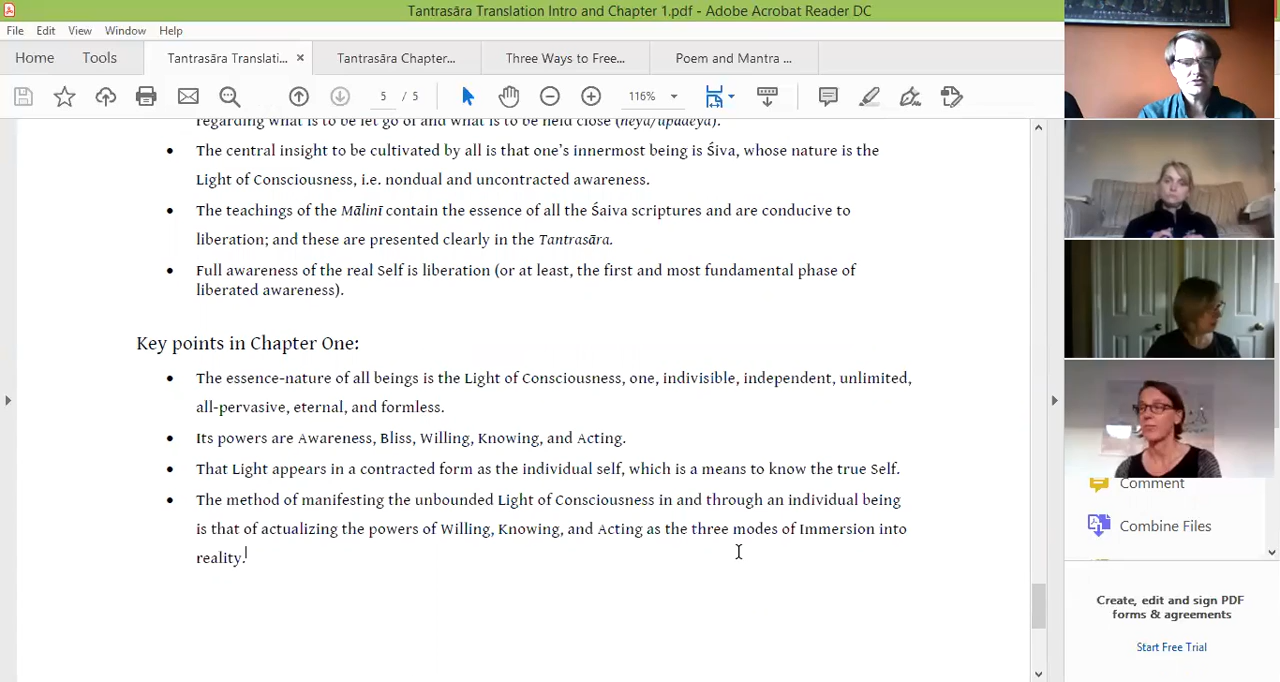 Tantrasāra Translation Intro and Chapter 1.pdf - Adobe Acrobat Reader DC
File Edit View Window Help
Home Tools Tantrasāra Translati... × Tantrasāra Chapter... Three Ways to Free... Poem and Mantra ...
5 / 5 116%
regarding what is to be let go of and what is to be held close (heya/upādeya).
• The central insight to be cultivated by all is that one’s innermost being is Śiva, whose nature is the
Light of Consciousness, i.e. nondual and uncontracted awareness.
• The teachings of the Mālinī contain the essence of all the Śaiva scriptures and are conducive to
liberation; and these are presented clearly in the Tantrasāra.
• Full awareness of the real Self is liberation (or at least, the first and most fundamental phase of
liberated awareness).
Key points in Chapter One:
• The essence-nature of all beings is the Light of Consciousness, one, indivisible, independent, unlimited,
all-pervasive, eternal, and formless.
• Its powers are Awareness, Bliss, Willing, Knowing, and Acting.
• That Light appears in a contracted form as the individual self, which is a means to know the true Self.
• The method of manifesting the unbounded Light of Consciousness in and through an individual being
is that of actualizing the powers of Willing, Knowing, and Acting as the three modes of Immersion into
reality.
Comment
Combine Files
Create, edit and sign PDF
forms & agreements
Start Free Trial